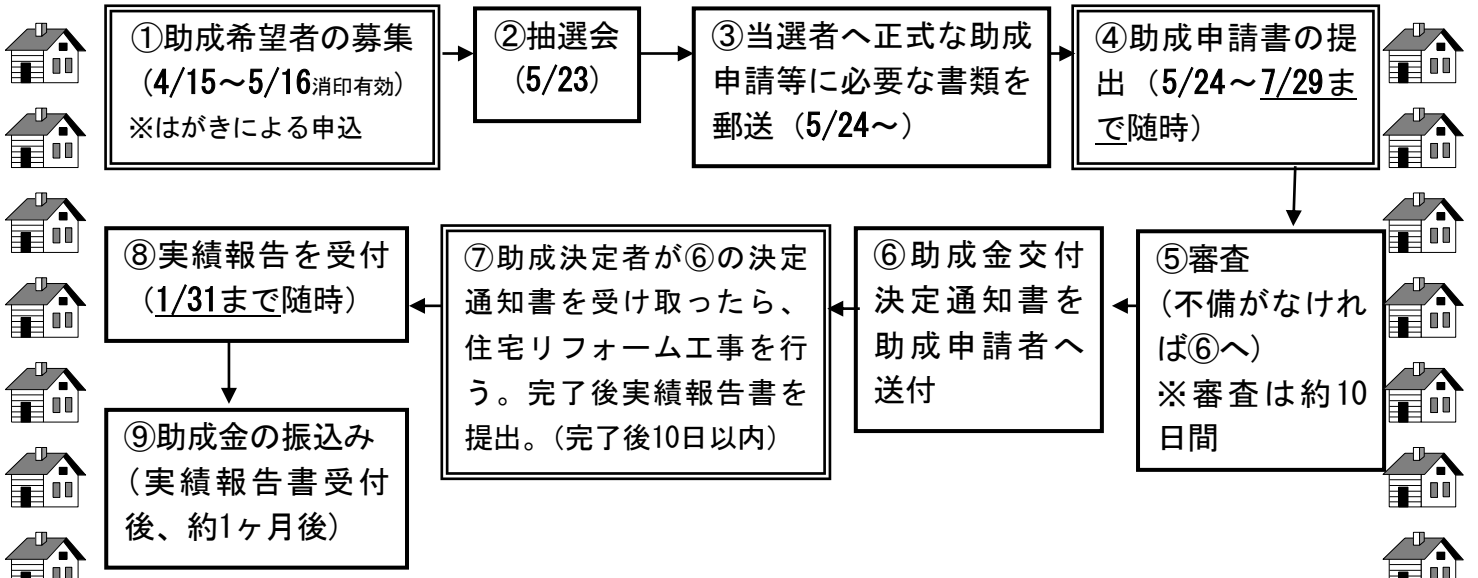 ①助成希望者の募集
（4/15～5/16消印有効）
※はがきによる申込
②抽選会
（5/23）
③当選者へ正式な助成
申請等に必要な書類を
郵送（5/24～）
④助成申請書の提
出（5/24～7/29ま
で随時）
⑤審査
（不備がなけれ
ば⑥へ）
※審査は約10
日間
⑥助成金交付
決定通知書を
助成申請者へ
送付
⑦助成決定者が⑥の決定
通知書を受け取ったら、
住宅リフォーム工事を行
う。完了後実績報告書を
提出。（完了後10日以内）
⑧実績報告を受付
（1/31まで随時）
⑨助成金の振込み
（実績報告書受付
後、約1ヶ月後）